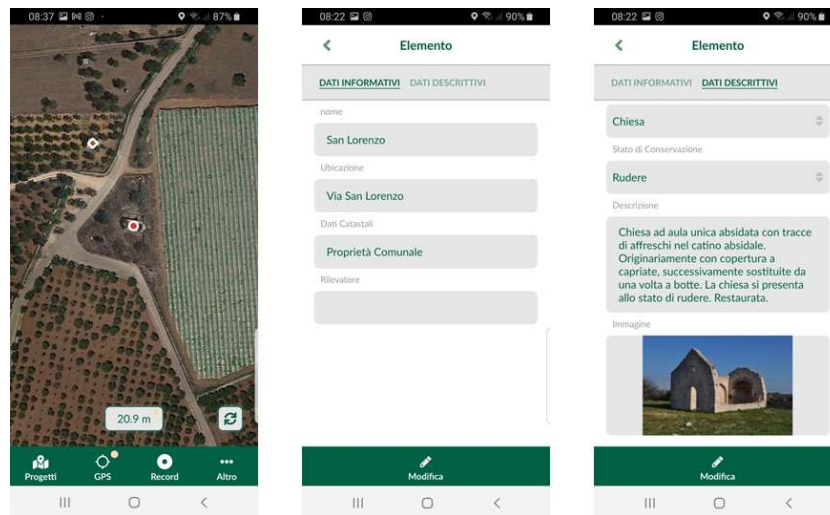 08:37
87%
20.9 m
Progetti
GPS
Record
Altro
08:22
90%
Elemento
DATI INFORMATIVI
DATI DESCRITTIVI
nome
San Lorenzo
Ubicazione
Via San Lorenzo
Dati Catastali
Proprietà Comunale
Rilevatore
Modifica
08:22
90%
Elemento
DATI INFORMATIVI
DATI DESCRITTIVI
Chiesa
Stato di Conservazione
Rudere
Descrizione
Chiesa ad aula unica absidata con tracce
di affreschi nel catino absidale.
Originariamente con copertura a
capriate, successivamente sostituite da
una volta a botte. La chiesa si presenta
allo stato di rudere. Restaurata.
Immagine
Modifica